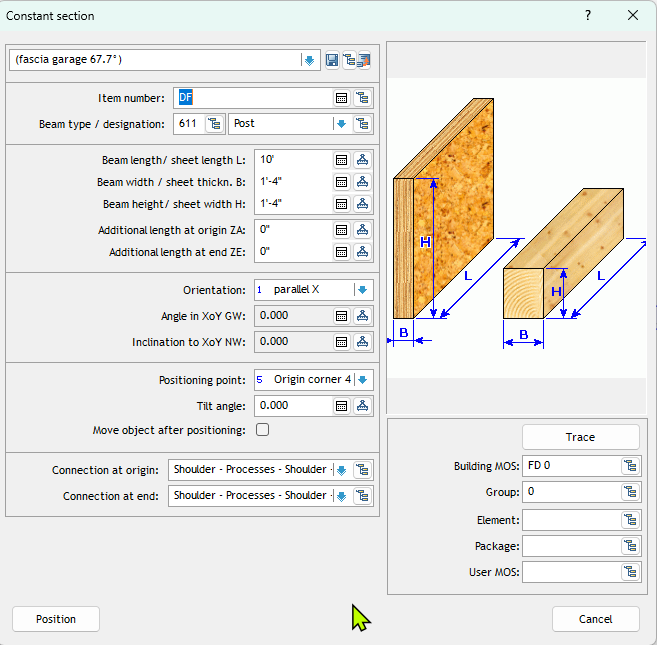 Constant section ?
(fascia garage 67.7°)
Item number: DF
Beam type / designation: 611 Post
Beam length/ sheet length L: 10'
Beam width / sheet thickn. B: 1'-4"
Beam height/ sheet width H: 1'-4"
Additional length at origin ZA: 0"
Additional length at end ZE: 0"
Orientation: 1 parallel X
Angle in XoY GW: 0.000
Inclination to XoY NW: 0.000
Positioning point: 5 Origin corner 4
Tilt angle: 0.000
Move object after positioning:
Connection at origin: Shoulder - Processes - Shoulder -
Connection at end: Shoulder - Processes - Shoulder -
H
L
B
H
L
B
Trace
Building MOS: FD 0
Group: 0
Element:
Package:
User MOS:
Position
Cancel